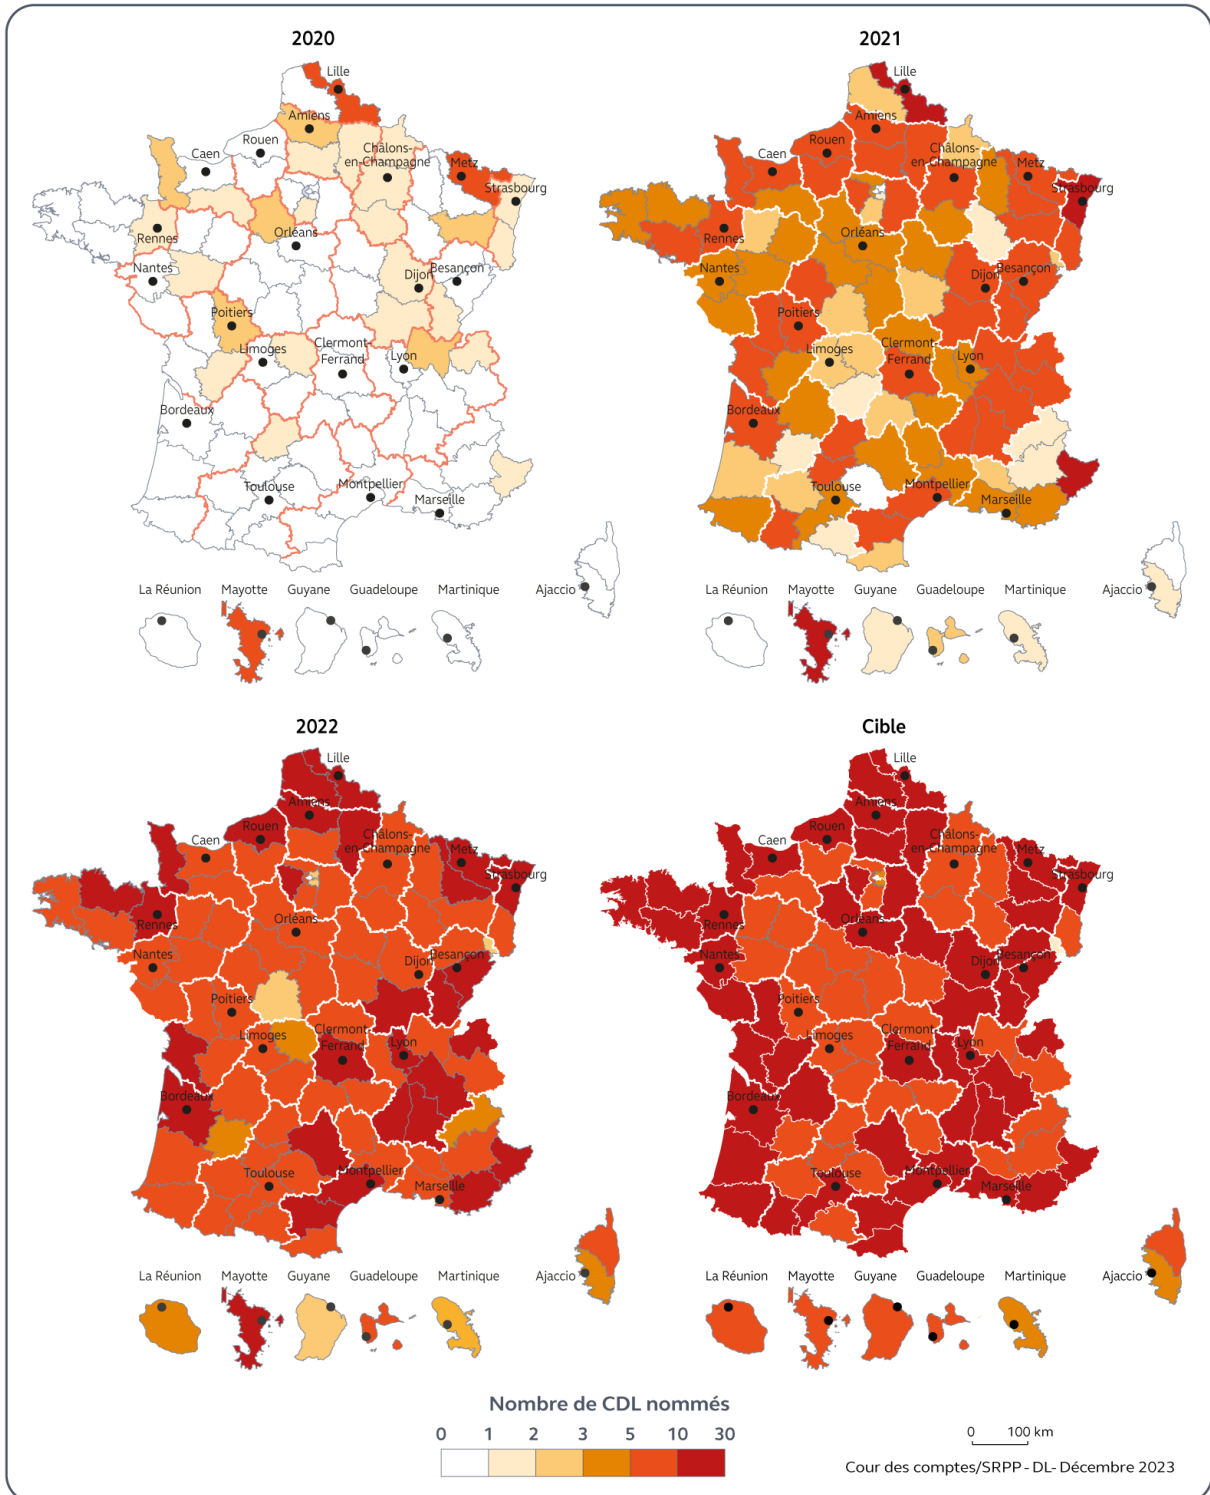 2020
2021
Lille
Amiens
Rouen
Caen
Châlons-
en-Champagne
Metz
Strasbourg
Rennes
Orléans
Nantes
Dijon
Besançon
Poitiers
Limoges
Clermont-
Ferrand
Lyon
Bordeaux
Toulouse
Montpellier
Marseille
La Réunion
Mayotte
Guyane
Guadeloupe
Martinique
Ajaccio
Lille
Amiens
Rouen
Caen
Châlons-
en-Champagne
Metz
Strasbourg
Rennes
Orléans
Nantes
Dijon
Besançon
Poitiers
Limoges
Clermont-
Ferrand
Lyon
Bordeaux
Toulouse
Montpellier
Marseille
La Réunion
Mayotte
Guyane
Guadeloupe
Martinique
Ajaccio
2022
Cible
Lille
Amiens
Rouen
Caen
Châlons-
en-Champagne
Metz
Strasbourg
Rennes
Orléans
Nantes
Dijon
Besançon
Poitiers
Limoges
Clermont-
Ferrand
Lyon
Bordeaux
Toulouse
Montpellier
Marseille
La Réunion
Mayotte
Guyane
Guadeloupe
Martinique
Ajaccio
Lille
Amiens
Rouen
Caen
Châlons-
en-Champagne
Metz
Strasbourg
Rennes
Orléans
Nantes
Dijon
Besançon
Poitiers
Limoges
Clermont-
Ferrand
Lyon
Bordeaux
Toulouse
Montpellier
Marseille
La Réunion
Mayotte
Guyane
Guadeloupe
Martinique
Ajaccio
Nombre de CDL nommés
0 1 2 3 5 10 30
0 100 km
Cour des comptes/SRPP - DL- Décembre 2023